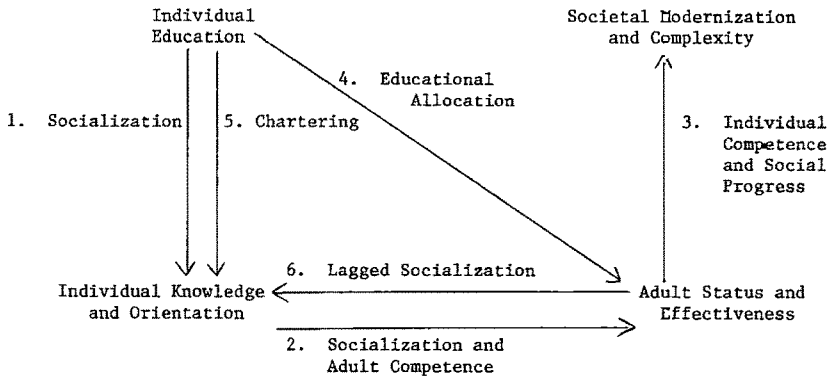 Individual
Education
Societal Modernization
and Complexity
4. Educational
Allocation
1. Socialization
5. Chartering
3. Individual
Competence
and Social
Progress
6. Lagged Socialization
Individual Knowledge
and Orientation
Adult Status and
Effectiveness
2. Socialization and
Adult Competence